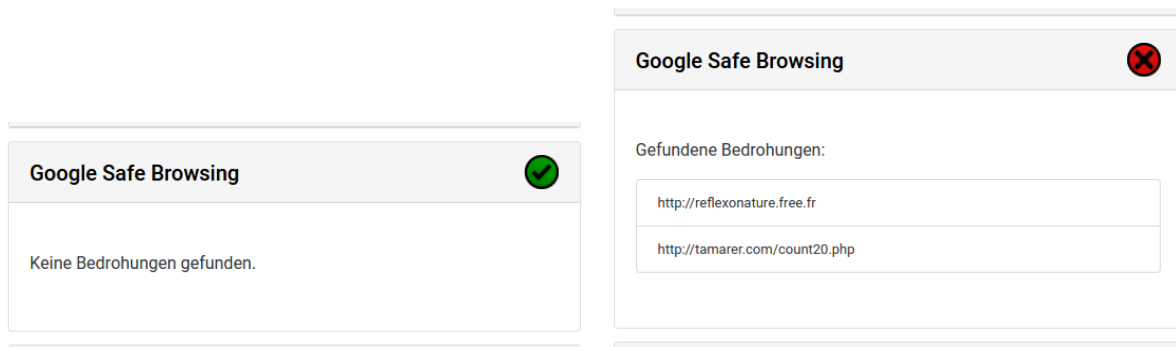 Google Safe Browsing
Keine Bedrohungen gefunden.
Google Safe Browsing
Gefundene Bedrohungen:
http://reflexonature.free.fr
http://tamarer.com/count20.php